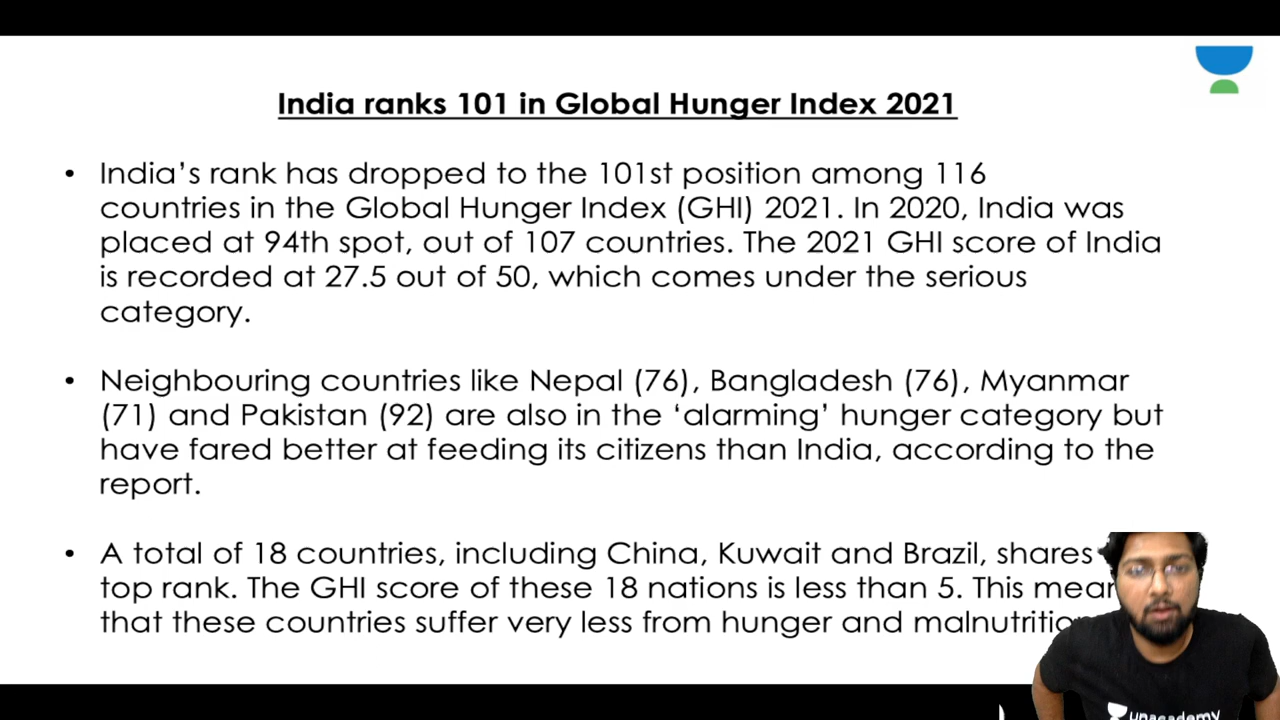 India ranks 101 in Global Hunger Index 2021
• India’s rank has dropped to the 101st position among 116
countries in the Global Hunger Index (GHI) 2021. In 2020, India was
placed at 94th spot, out of 107 countries. The 2021 GHI score of India
is recorded at 27.5 out of 50, which comes under the serious
category.
• Neighbouring countries like Nepal (76), Bangladesh (76), Myanmar
(71) and Pakistan (92) are also in the ‘alarming’ hunger category but
have fared better at feeding its citizens than India, according to the
report.
• A total of 18 countries, including China, Kuwait and Brazil, shares
top rank. The GHI score of these 18 nations is less than 5. This
that these countries suffer very less from hunger and
unacademy